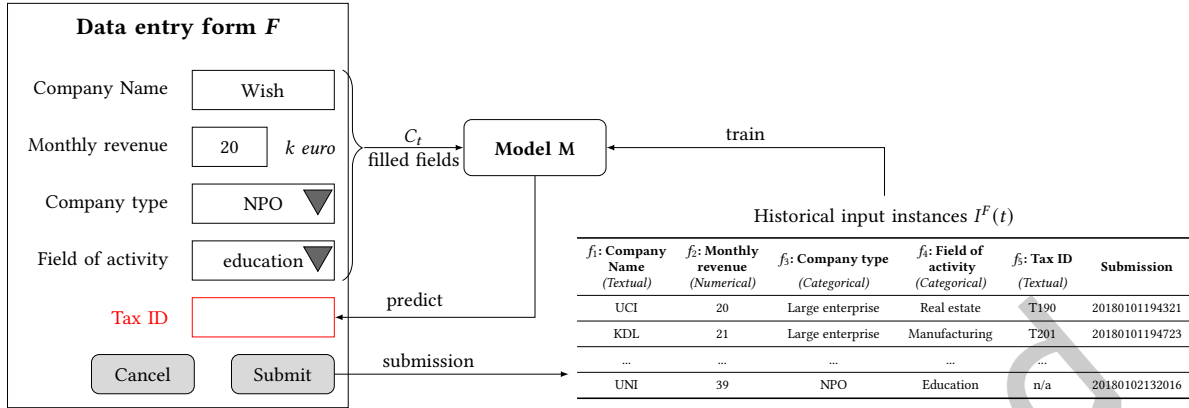 Data entry form F
Company Name
Wish
Monthly revenue
20
k euro
Company type
NPO
Field of activity
education
Tax ID
Cancel
Submit
C_t
filled fields
Model M
train
predict
submission
Historical input instances I^F(t)
f₁: Company Name (Textual)
f₂: Monthly revenue (Numerical)
f₃: Company type (Categorical)
f₄: Field of activity (Categorical)
f₅: Tax ID (Textual)
Submission
UCI 20 Large enterprise Real estate T190 20180101194321
KDL 21 Large enterprise Manufacturing T201 20180101194723
... ... ... ... ...
UNI 39 NPO Education n/a 20180102132016
d